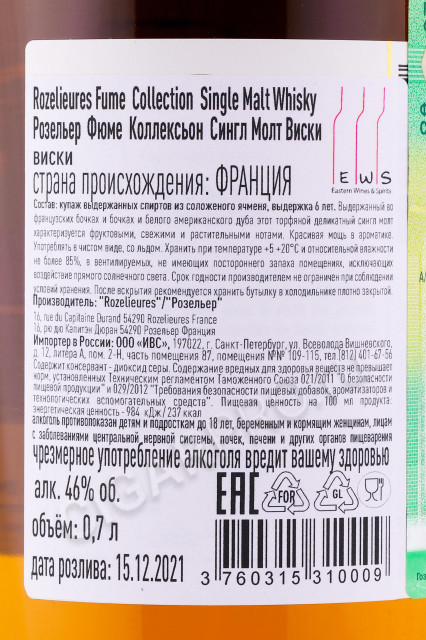 Rozelieures Fume Collection Single Malt Whisky
Розельер Фюме Коллексьон Сингл Молт Виски
виски
страна происхождения: ФРАНЦИЯ
EWS
Eastern Wines & Spirits
Состав: купаж выдержанных спиртов из соложеного ячменя, выдержка 6 лет. Выдержанный во
французских бочках и бочках и белого американского дуба этот торфяной деликатный сингл молт
характеризуется фруктовыми, свежими и растительными нотами. Красивая мощь в аромате.
Употреблять в чистом виде, со льдом. Хранить при температуре +5 +20°С и относительной влажности
не более 85%, в вентилируемых, не имеющих постороннего запаха помещениях, исключающих
воздействие прямого солнечного света. Срок годности производителем не ограничен при соблюдении
условий хранения. После вскрытия рекомендуется хранить бутылку в холодильнике плотно закрытой.
Производитель: "Rozelieures"/"Розельер"
16, rue du Capitaine Durand 54290 Rozelieures France
16, рю дю Капитэн Дюран 54290 Розельер Франция
Импортер в России: ООО «ИВС», 197022, г. Санкт-Петербург, ул. Всеволода Вишневского,
д. 12, литера А, пом. 2-Н, часть помещения 87, помещения №№ 109-115, тел.(812) 401-67-56
Содержит консервант - диоксид серы. Содержание вредных для здоровья веществ не превышает
норм, установленных Техническим регламентом Таможенного Союза 021/2011 "О безопасности
пищевой продукции" и 029/2012 "Требования безопасности пищевых добавок, ароматизаторов и
технологических вспомогательных средств". Пищевая ценность на 100 мл продукта:
энергетическая ценность - 984 кДж/ 237 ккал
алкоголь противопоказан детям и подросткам до 18 лет, беременным и кормящим женщинам, лицам
с заболеваниями центральной нервной системы, почек, печени и других органов пищеварения
чрезмерное употребление алкоголя вредит вашему здоровью
алк. 46% об.
объём: 0,7 л
дата розлива: 15.12.2021
EAC
FOR
GL
3 760315 310009